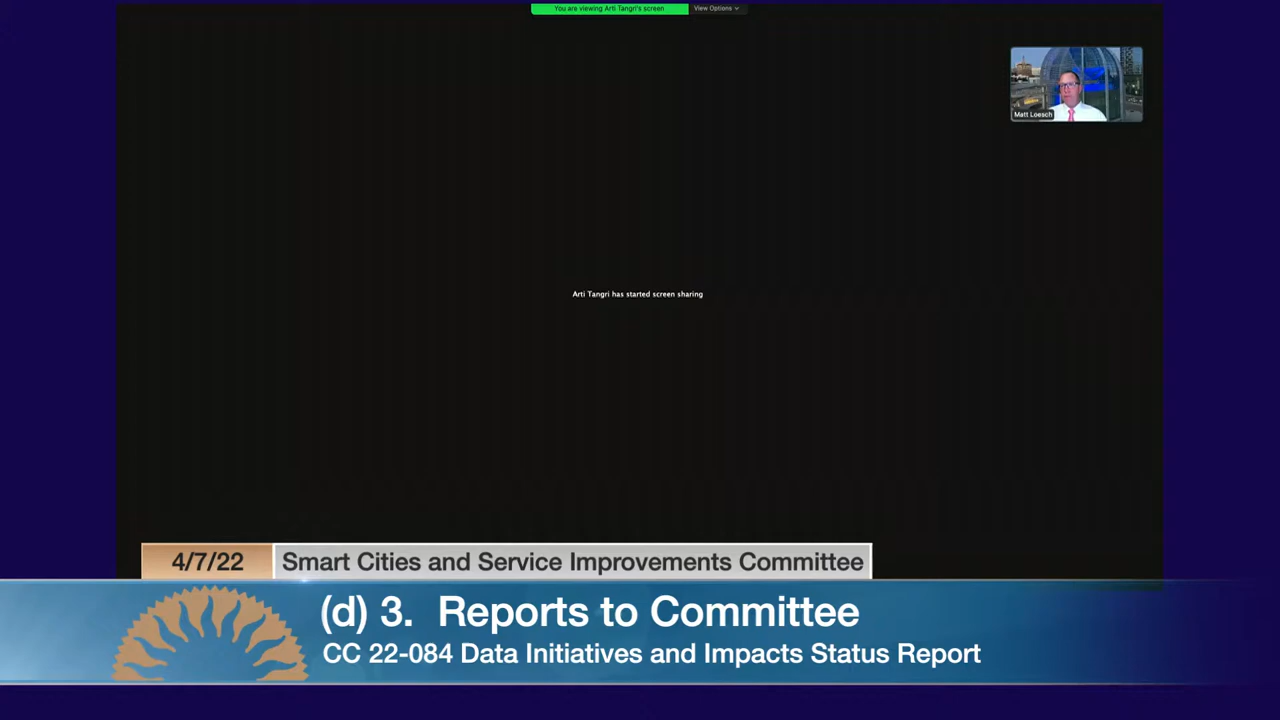 You are viewing Arti Tangri's screen
View Options
Matt Loesch
Arti Tangri has started screen sharing
4/7/22
Smart Cities and Service Improvements Committee
(d) 3. Reports to Committee
CC 22-084 Data Initiatives and Impacts Status Report